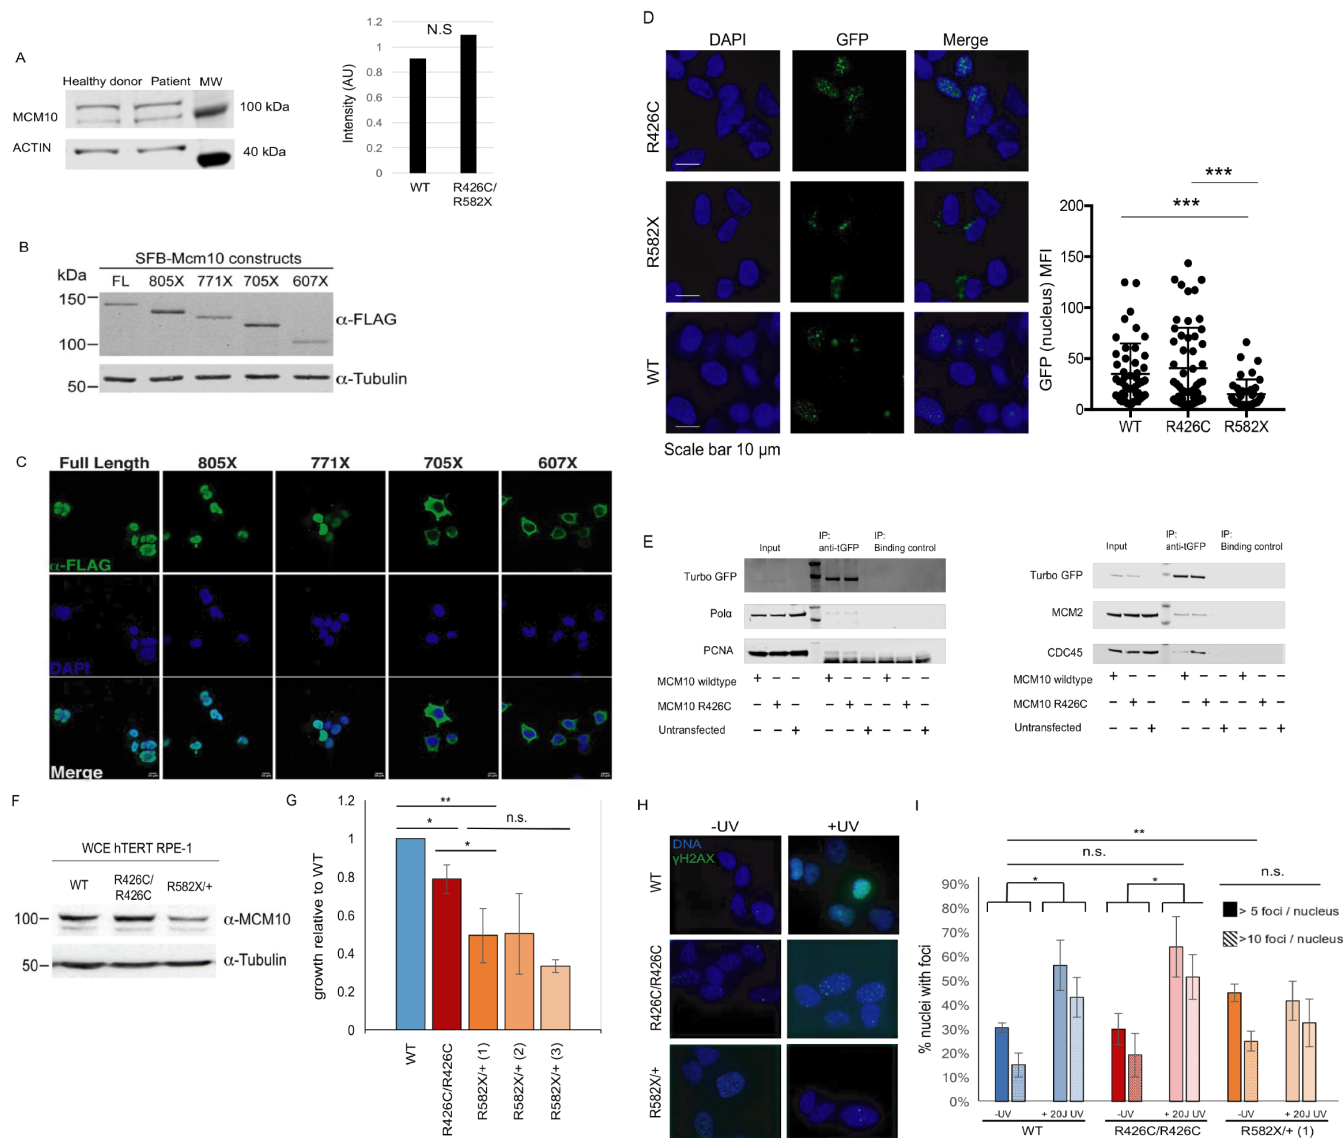 A
Healthy donor Patient MW
MCM10
100 kDa
ACTIN
40 kDa
1.2
1
0.8
0.6
0.4
0.2
0
Intensity (AU)
N.S
WT
R426C/
R582X
B
SFB-Mcm10 constructs
kDa
FL 805X 771X 705X 607X
150
100
50
α-FLAG
α-Tubulin
C
Full Length 805X 771X 705X 607X
α-FLAG
DAPI
Merge
D
DAPI GFP Merge
R426C
R582X
WT
Scale bar 10 µm
GFP (nucleus) MFI
200
150
100
50
0
***
***
WT R426C R582X
E
Input
IP:
anti-tGFP
IP:
Binding control
Turbo GFP
Polα
PCNA
MCM10 wildtype + − − + − − + − −
MCM10 R426C − + − − + − − + −
Untransfected − − + − − + − − +
Input
IP:
anti-tGFP
IP:
Binding control
Turbo GFP
MCM2
CDC45
MCM10 wildtype + − − + − − + − −
MCM10 R426C − + − − + − − + −
Untransfected − − + − − + − − +
F
WCE hTERT RPE-1
WT
R426C/
R426C
R582X/+
100
50
α-MCM10
α-Tubulin
G
growth relative to WT
1.2
1
0.8
0.6
0.4
0.2
0
**
*
n.s.
*
WT
R426C/R426C
R582X/+ (1)
R582X/+ (2)
R582X/+ (3)
H
-UV +UV
DNA
γH2AX
WT
R426C/R426C
R582X/+
I
**
n.s.
*
*
n.s.
> 5 foci / nucleus
>10 foci / nucleus
% nuclei with foci
90%
80%
70%
60%
50%
40%
30%
20%
10%
0%
-UV + 20J UV -UV + 20J UV -UV + 20J UV
WT R426C/R426C R582X/+ (1)